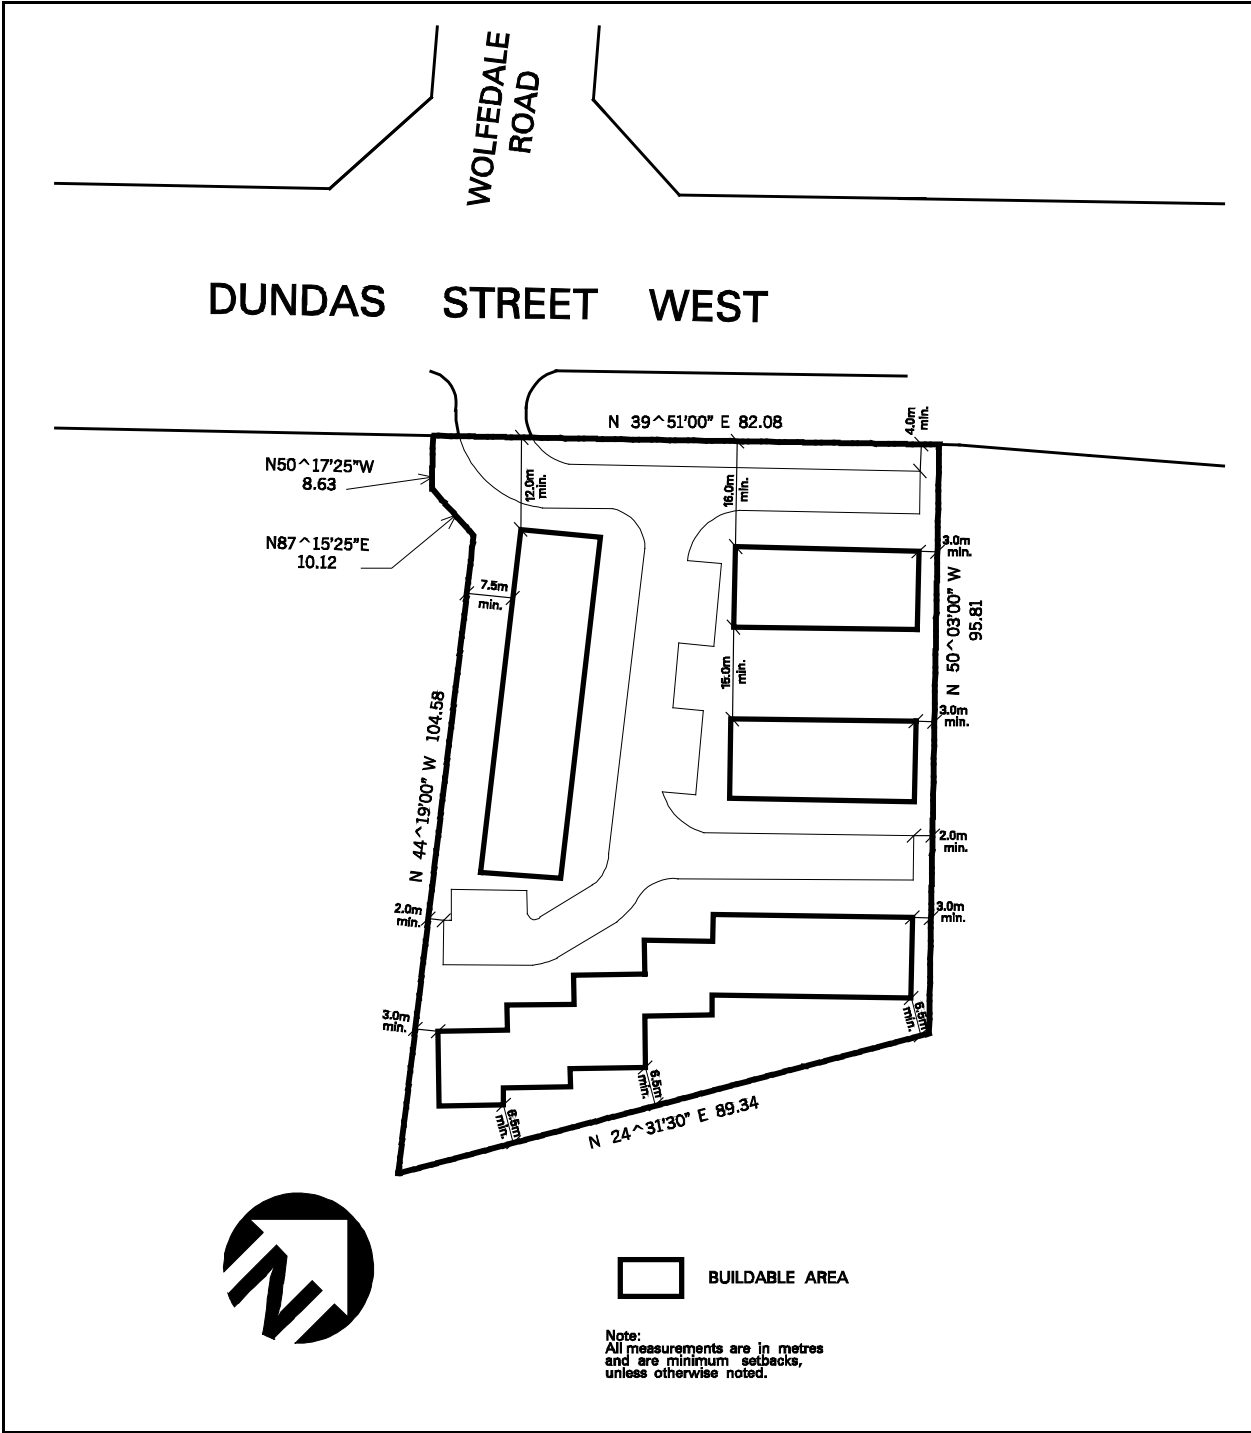 WOLFEDALE
ROAD
DUNDAS STREET WEST
N 39^51'00" E 82.08
4.0m
min.
N50^17'25"W
8.63
12.0m
min.
16.0m
min.
N87^15'25"E
10.12
3.0m
min.
7.5m
min.
N 50^03'00" W
95.81
15.0m
min.
N 44^19'00" W 104.58
3.0m
min.
2.0m
min.
2.0m
min.
3.0m
min.
3.0m
min.
6.5m
min.
6.5m
min.
6.5m
min.
N 24^31'30" E 89.34
N
BUILDABLE AREA
Note:
All measurements are in metres
and are minimum setbacks,
unless otherwise noted.